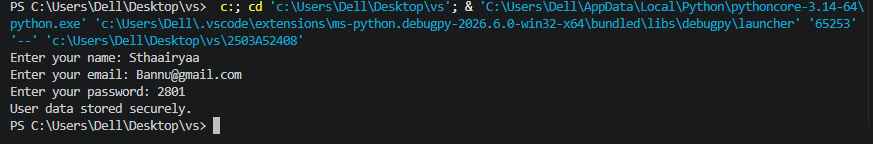 PS C:\Users\Dell\Desktop\vs>  c:; cd 'c:\Users\Dell\Desktop\vs'; & 'C:\Users\Dell\AppData\Local\Python\pythoncore-3.14-64\
python.exe' 'c:\Users\Dell\.vscode\extensions\ms-python.debugpy-2026.6.0-win32-x64\bundled\libs\debugpy\launcher' '65253'
'--' 'c:\Users\Dell\Desktop\vs\2503A52408'
Enter your name: Sthaairyaa
Enter your email: Bannu@gmail.com
Enter your password: 2801
User data stored securely.
PS C:\Users\Dell\Desktop\vs>